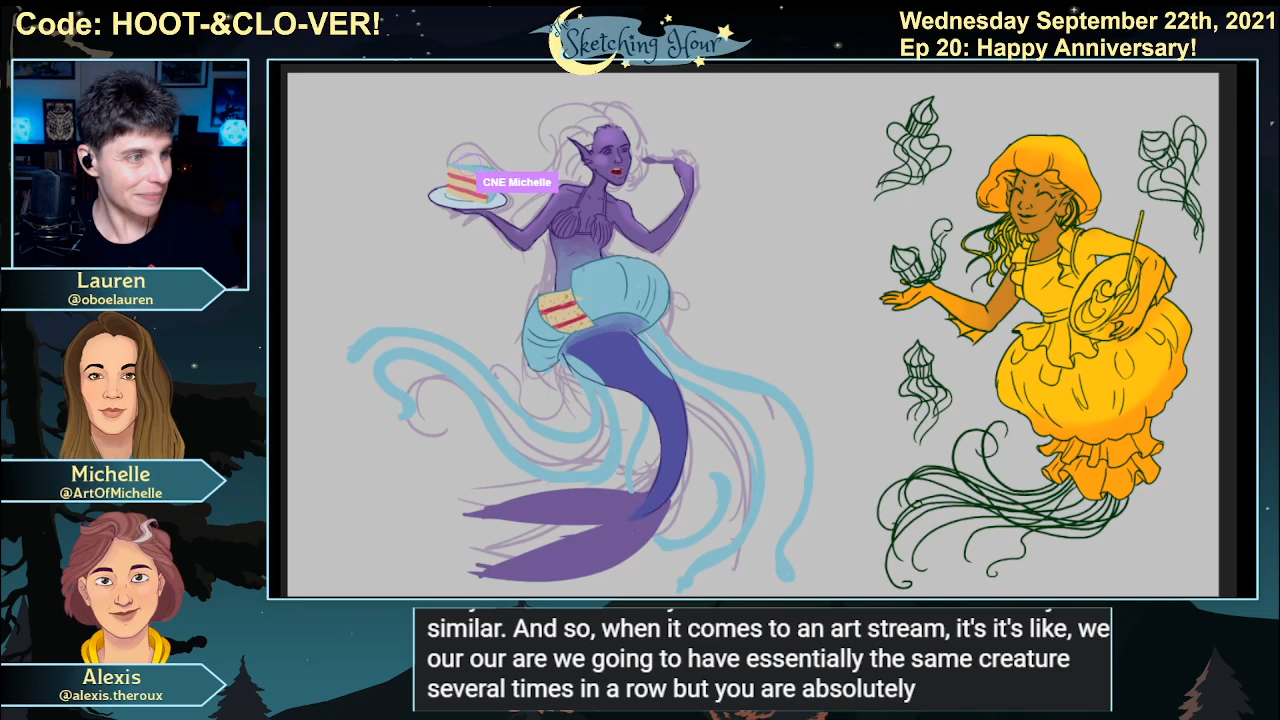 Code: HOOT-&CLO-VER!
The
Sketching Hour
Wednesday September 22th, 2021
Ep 20: Happy Anniversary!
CNE Michelle
Lauren
@oboelauren
Michelle
@ArtOfMichelle
Alexis
@alexis.theroux
similar. And so, when it comes to an art stream, it's it's like, we
our our are we going to have essentially the same creature
several times in a row but you are absolutely